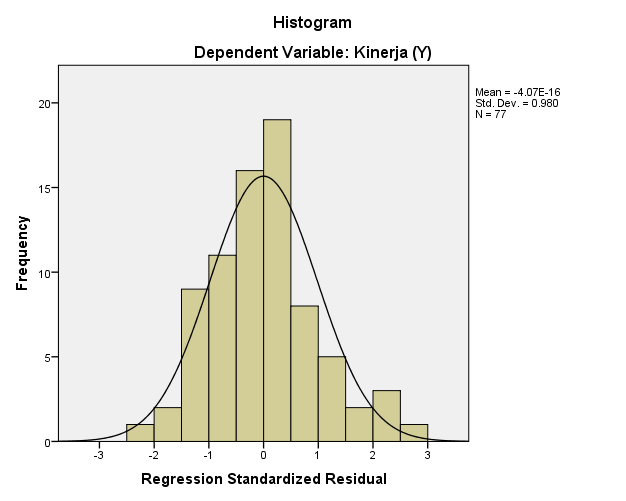 Histogram
Dependent Variable: Kinerja (Y)
Mean = -4.07E-16
Std. Dev. = 0.980
N = 77
Frequency
20
15
10
5
0
-3 -2 -1 0 1 2 3
Regression Standardized Residual